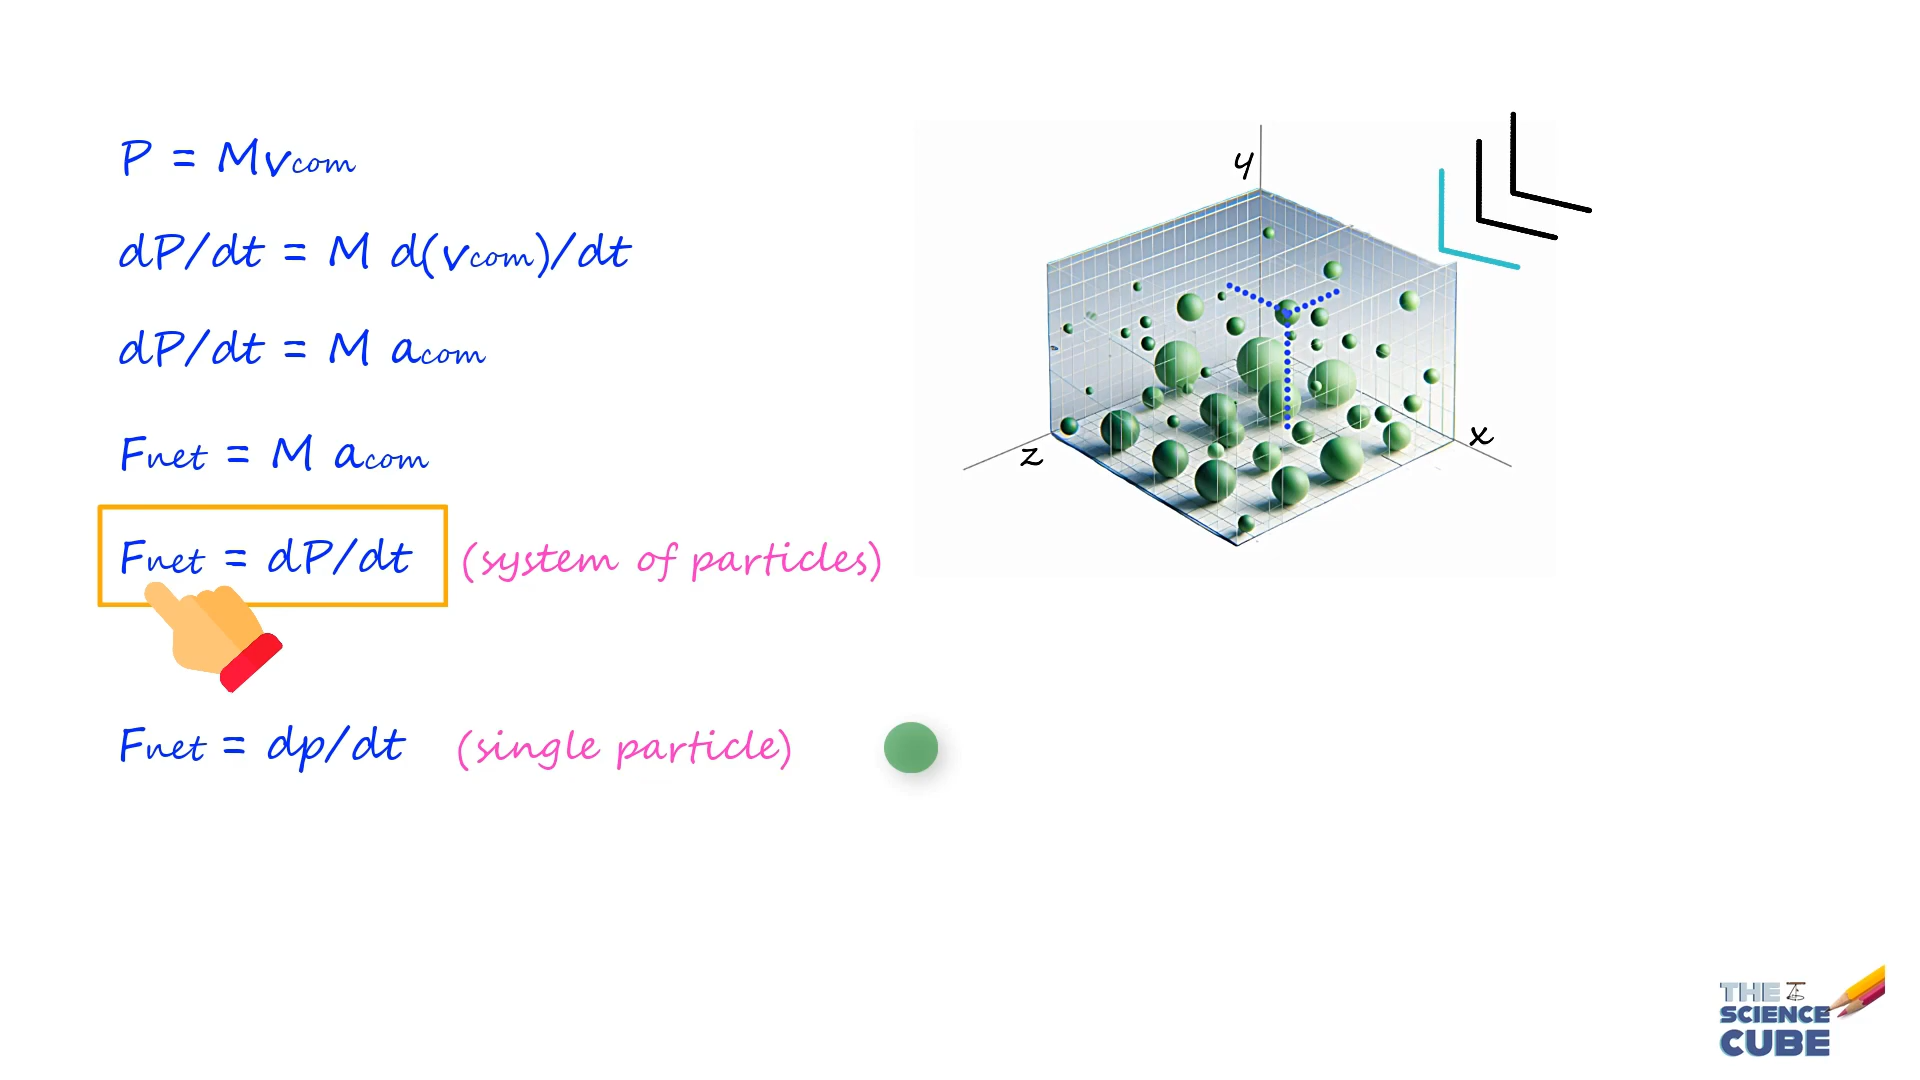 P = Mvcom
dP/dt = M d(vcom)/dt
dP/dt = M acom
Fnet = M acom
Fnet = dP/dt (system of particles)
Fnet = dp/dt (single particle)
y
z
x
THE
SCIENCE
CUBE